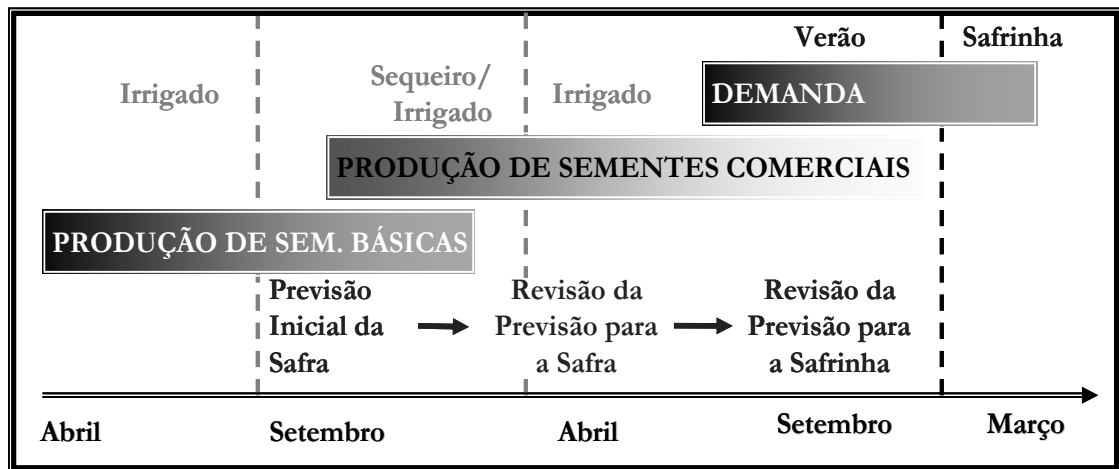 Verão
Safrinha
Irrigado
Sequeiro/
Irrigado
Irrigado
DEMANDA
PRODUÇÃO DE SEMENTES COMERCIAIS
PRODUÇÃO DE SEM. BÁSICAS
Previsão
Inicial da
Safra
Revisão da
Previsão para
a Safra
Revisão da
Previsão para
a Safrinha
Abril
Setembro
Abril
Setembro
Março